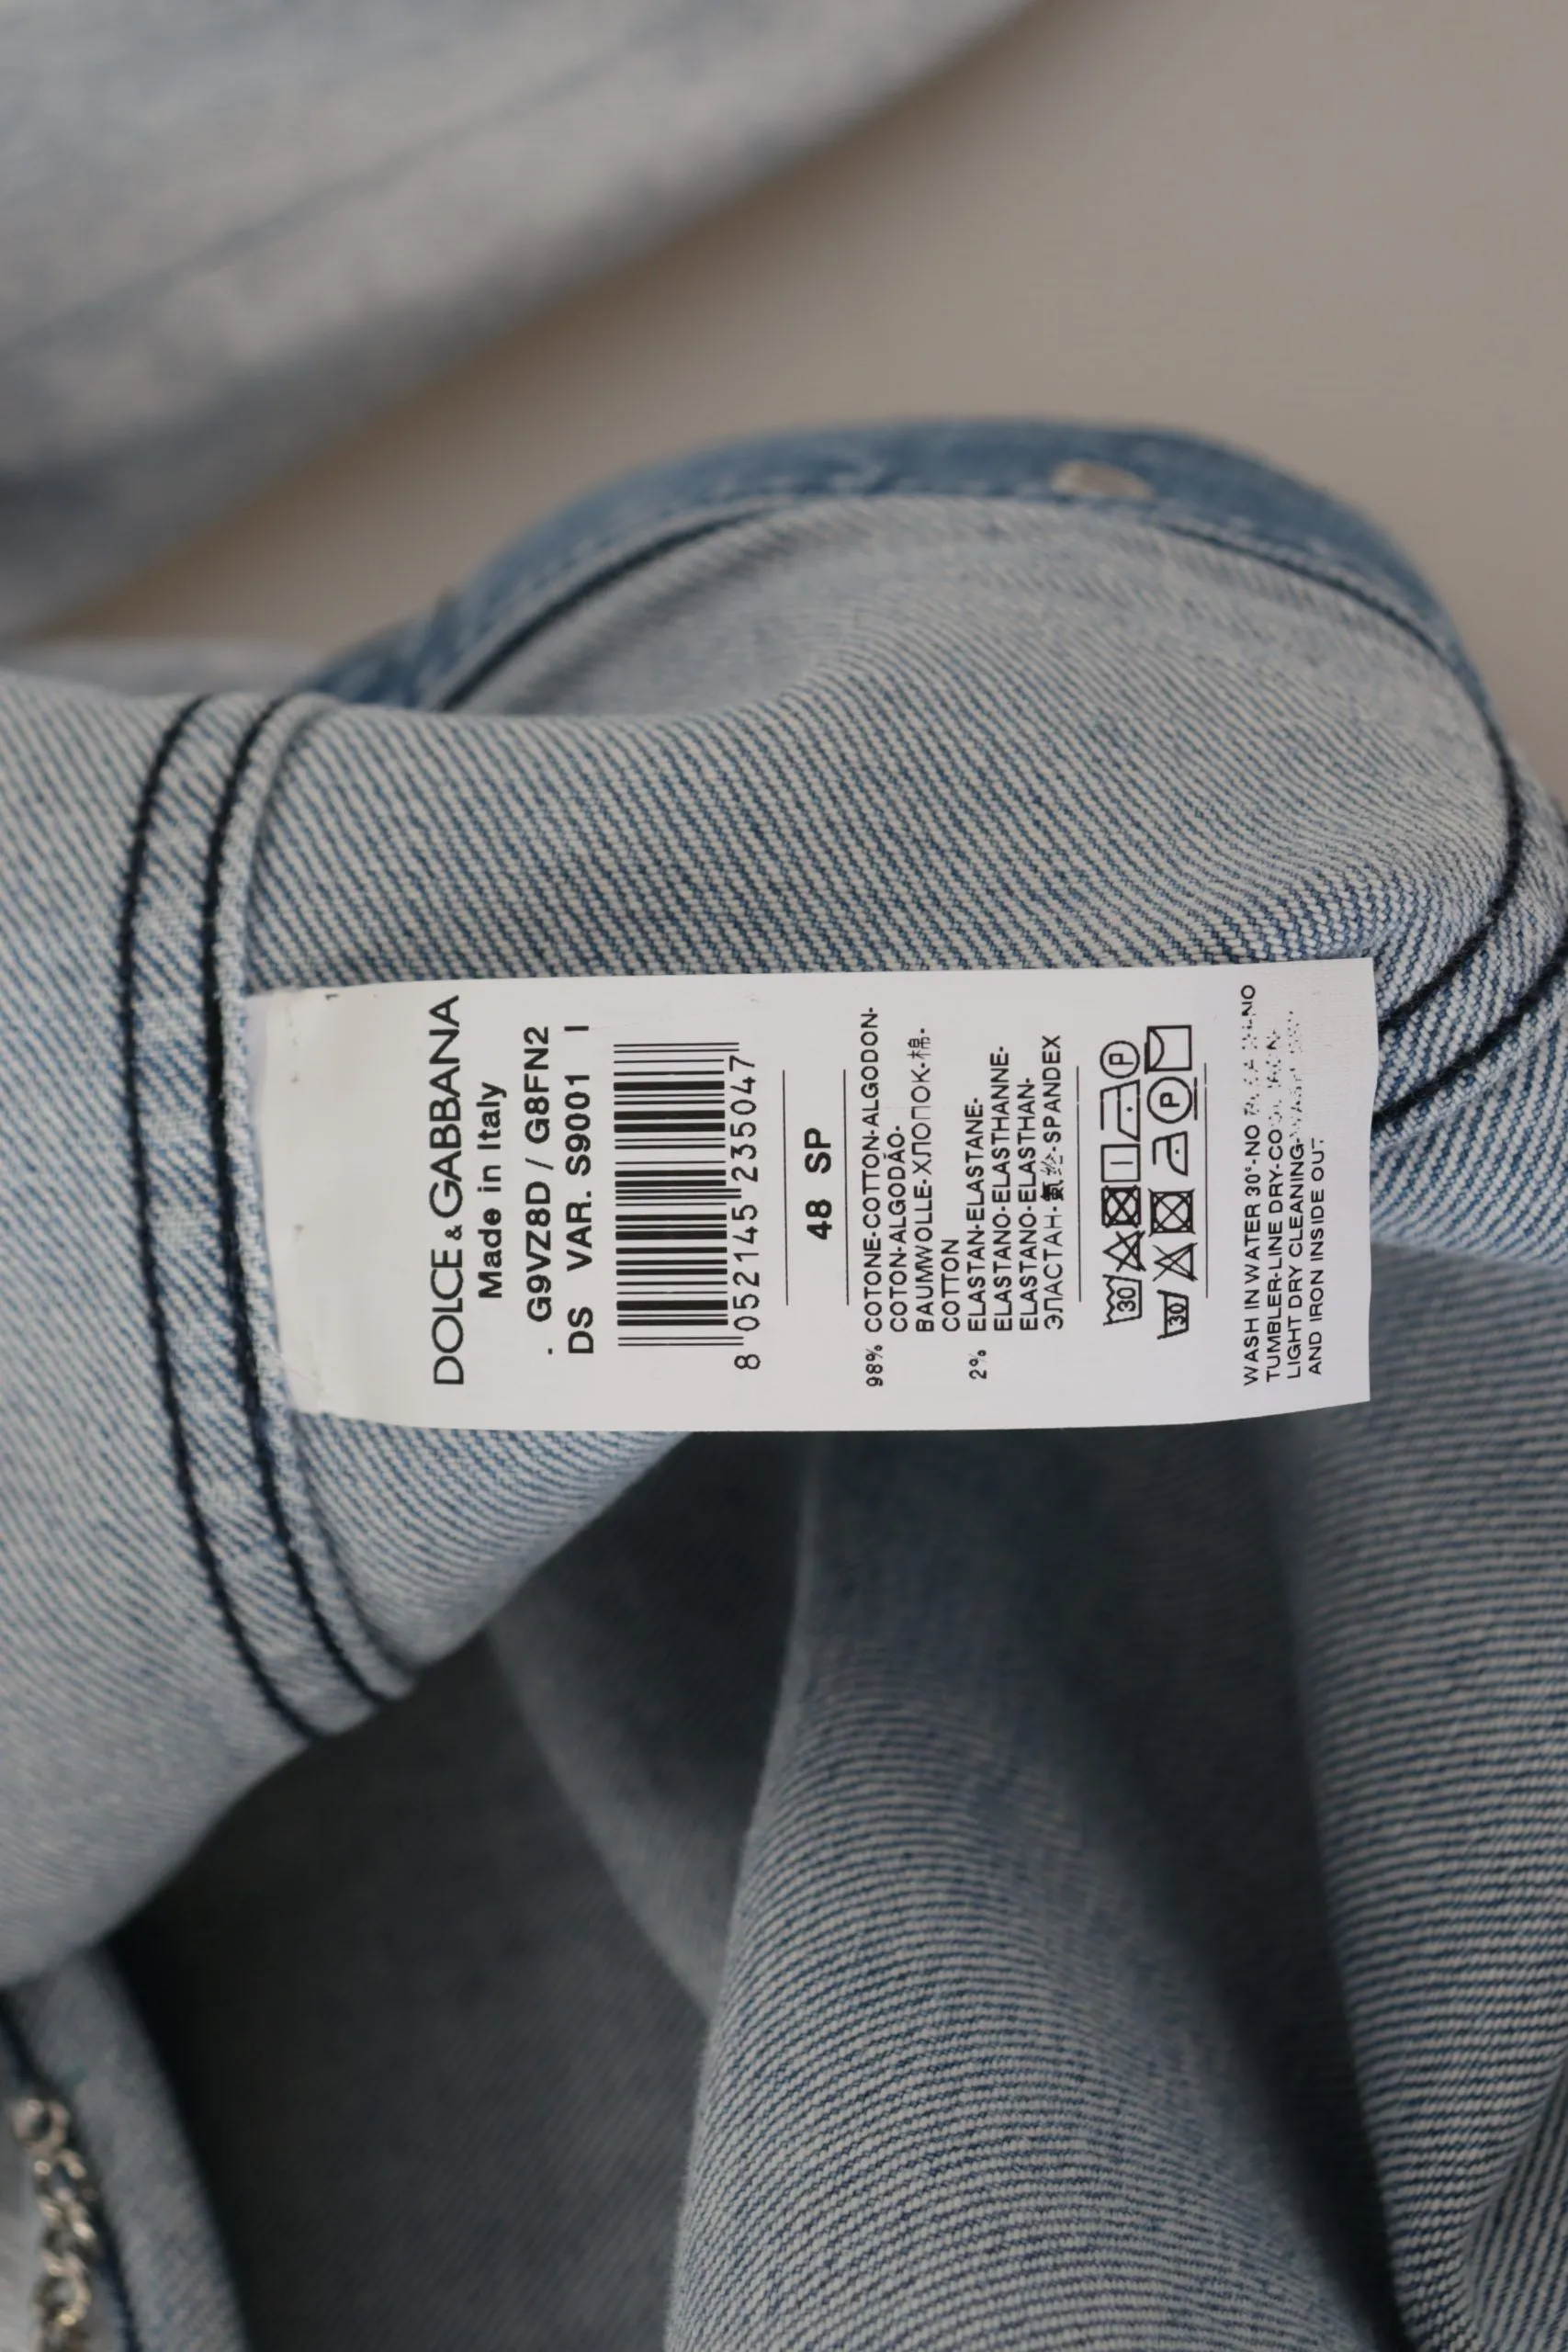 DOLCE & GABBANA
Made in Italy
. G9VZ8D / G8FN2
DS VAR. S9001 I
8 052145 235047
48 SP
98% COTONE-COTTON-ALGODON-
COTON-ALGODÃO-
BAUMWOLLE-ХЛОПОК-棉-
COTTON
2% ELASTAN-ELASTANE-
ELASTANO-ELASTHANNE-
ELASTANO-ELASTHAN-
ЭЛАСТАН-氨纶-SPANDEX
30 P
30 P
WASH IN WATER 30°-NO
TUMBLER-LINE DRY-
LIGHT DRY CLEANING-
AND IRON INSIDE OUT